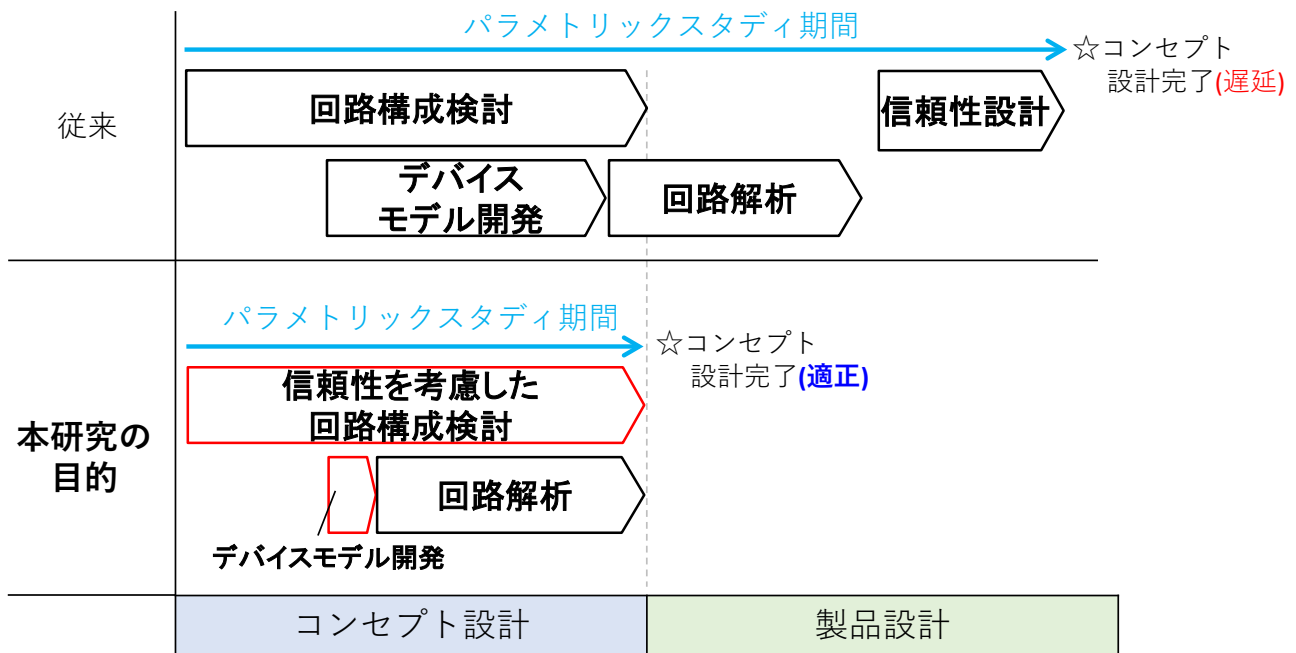 パラメトリックスタディ期間
☆コンセプト
設計完了(遅延)
従来
回路構成検討
信頼性設計
デバイス
モデル開発
回路解析
パラメトリックスタディ期間
☆コンセプト
設計完了(適正)
本研究の
目的
信頼性を考慮した
回路構成検討
回路解析
デバイスモデル開発
コンセプト設計
製品設計